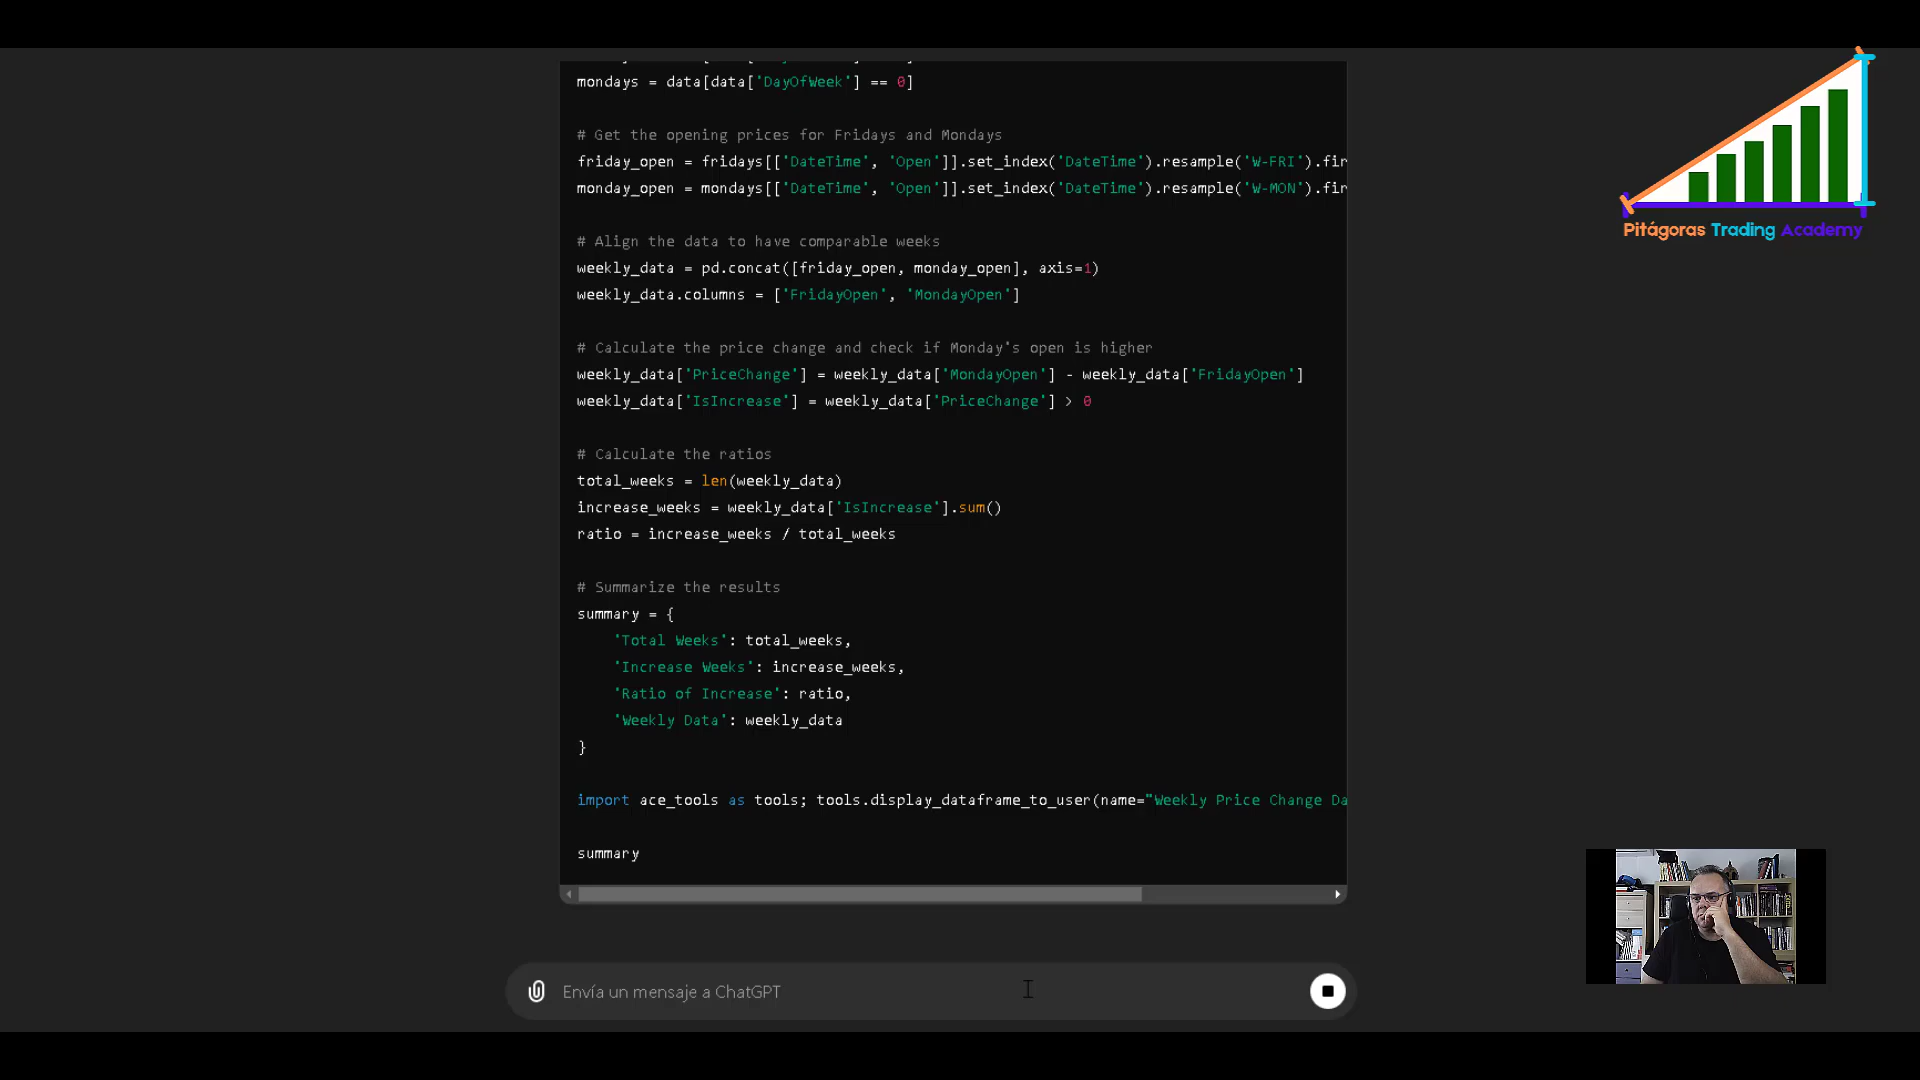 mondays = data[data['DayOfWeek'] == 0]
# Get the opening prices for Fridays and Mondays
friday_open = fridays[['DateTime', 'Open']].set_index('DateTime').resample('W-FRI').fir
monday_open = mondays[['DateTime', 'Open']].set_index('DateTime').resample('W-MON').fir
# Align the data to have comparable weeks
weekly_data = pd.concat([friday_open, monday_open], axis=1)
weekly_data.columns = ['FridayOpen', 'MondayOpen']
# Calculate the price change and check if Monday's open is higher
weekly_data['PriceChange'] = weekly_data['MondayOpen'] - weekly_data['FridayOpen']
weekly_data['IsIncrease'] = weekly_data['PriceChange'] > 0
# Calculate the ratios
total_weeks = len(weekly_data)
increase_weeks = weekly_data['IsIncrease'].sum()
ratio = increase_weeks / total_weeks
# Summarize the results
summary = {
'Total Weeks': total_weeks,
'Increase Weeks': increase_weeks,
'Ratio of Increase': ratio,
'Weekly Data': weekly_data
}
import ace_tools as tools; tools.display_dataframe_to_user(name="Weekly Price Change Da
summary
Envía un mensaje a ChatGPT
Pitágoras Trading Academy